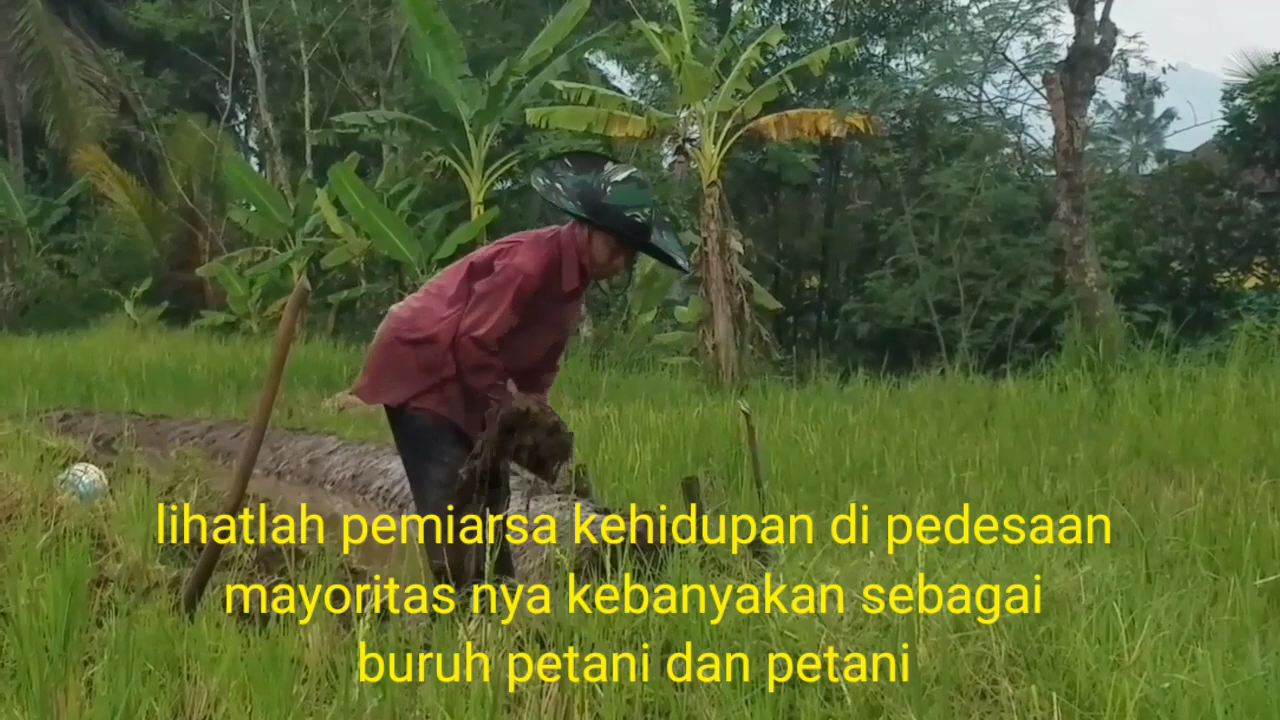 lihatlah pemiarsa kehidupan di pedesaan
mayoritas nya kebanyakan sebagai
buruh petani dan petani